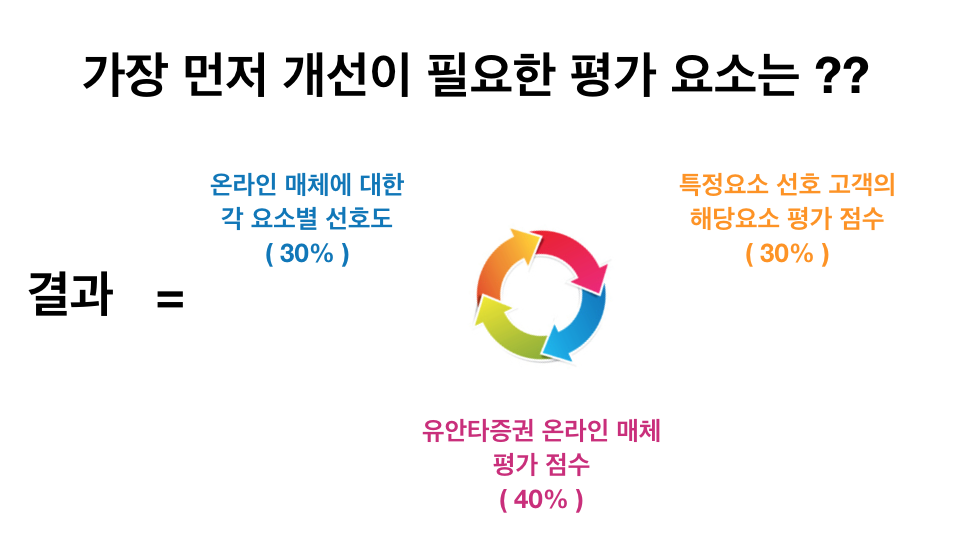 가장 먼저 개선이 필요한 평가 요소는 ??
온라인 매체에 대한
각 요소별 선호도
( 30% )
특정요소 선호 고객의
해당요소 평가 점수
( 30% )
결과 =
유안타증권 온라인 매체
평가 점수
( 40% )